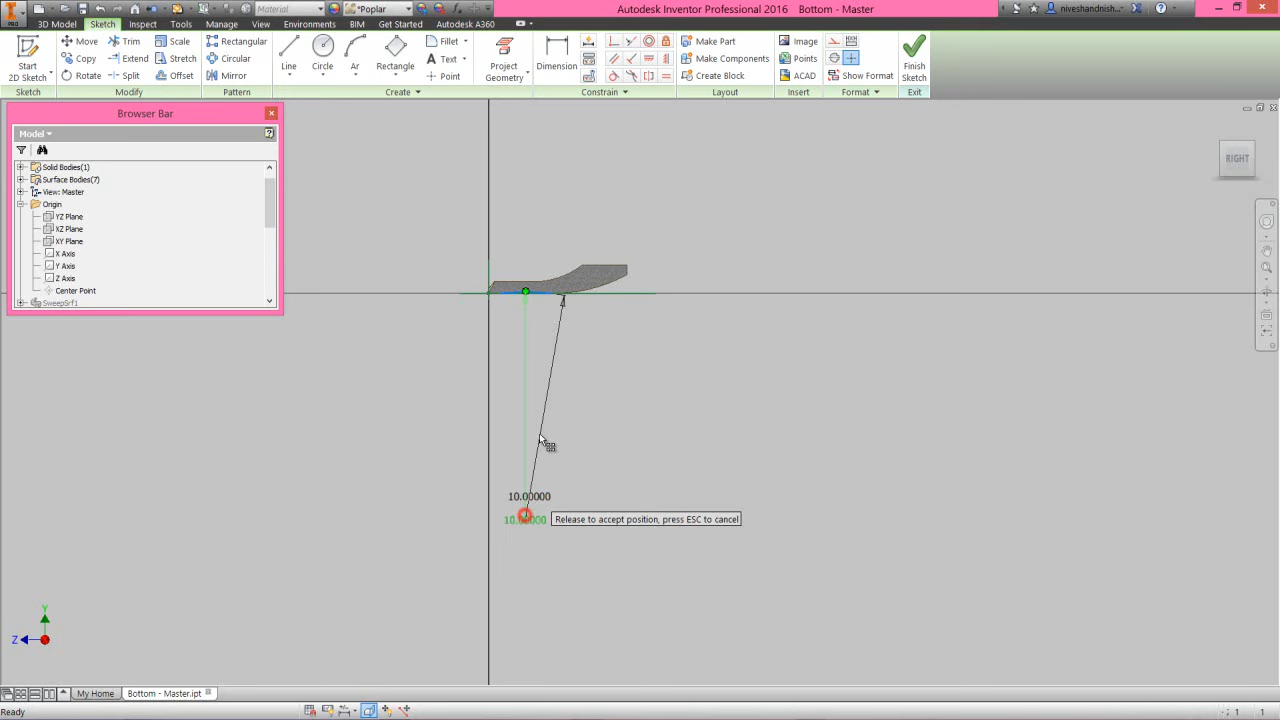 PRO
Material
*Poplar
Autodesk Inventor Professional 2016   Bottom - Master
niveshandnish...
3D Model
Sketch
Inspect
Tools
Manage
View
Environments
BIM
Get Started
Autodesk A360
Start
2D Sketch
Move
Trim
Scale
Copy
Extend
Stretch
Rotate
Split
Offset
Rectangular
Circular
Mirror
Line
Circle
Arc
Rectangle
Fillet
Text
Point
Project
Geometry
Dimension
Make Part
Make Components
Create Block
Image
Points
ACAD
Show Format
Finish
Sketch
Sketch
Modify
Pattern
Create
Constrain
Layout
Insert
Format
Exit
Browser Bar
Model
Solid Bodies(1)
Surface Bodies(7)
View: Master
Origin
YZ Plane
XZ Plane
XY Plane
X Axis
Y Axis
Z Axis
Center Point
SweepSrf1
RIGHT
10.00000
10.00000
Release to accept position, press ESC to cancel
Y
Z
My Home
Bottom - Master.ipt
Ready
1
1